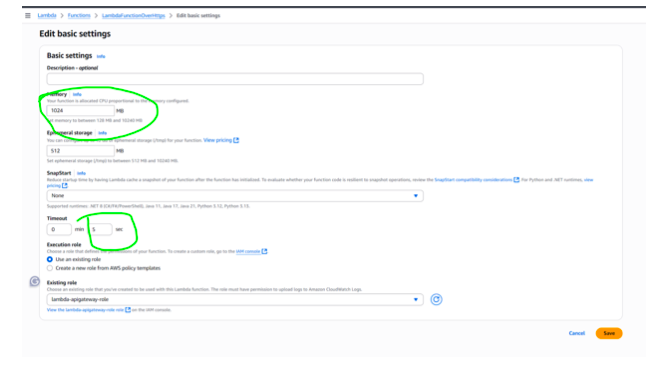 Lambda > Functions > LambdaFunctionOverHttps > Edit basic settings
Edit basic settings
Basic settings Info
Description - optional
Memory Info
Your function is allocated CPU proportional to the memory configured.
1024 MB
Set memory to between 128 MB and 10240 MB.
Ephemeral storage Info
You can configure up to 10 GB of ephemeral storage (/tmp) for your function. View pricing
512 MB
Set ephemeral storage (/tmp) to between 512 MB and 10240 MB.
SnapStart Info
Reduce startup time by having Lambda cache a snapshot of your function after the function has initialized. To evaluate whether your function code is resilient to snapshot operations, review the SnapStart compatibility considerations. For Python and .NET runtimes, view
pricing
None
Supported runtimes: .NET 8 (C#/F#/PowerShell), Java 11, Java 17, Java 21, Python 3.12, Python 3.13.
Timeout
0 min 5 sec
Execution role
Choose a role that defines the permissions of your function. To create a custom role, go to the IAM console
Use an existing role
Create a new role from AWS policy templates
Existing role
Choose an existing role that you've created to be used with this Lambda function. The role must have permission to upload logs to Amazon CloudWatch Logs.
lambda-apigateway-role
View the lambda-apigateway-role role on the IAM console.
Cancel Save